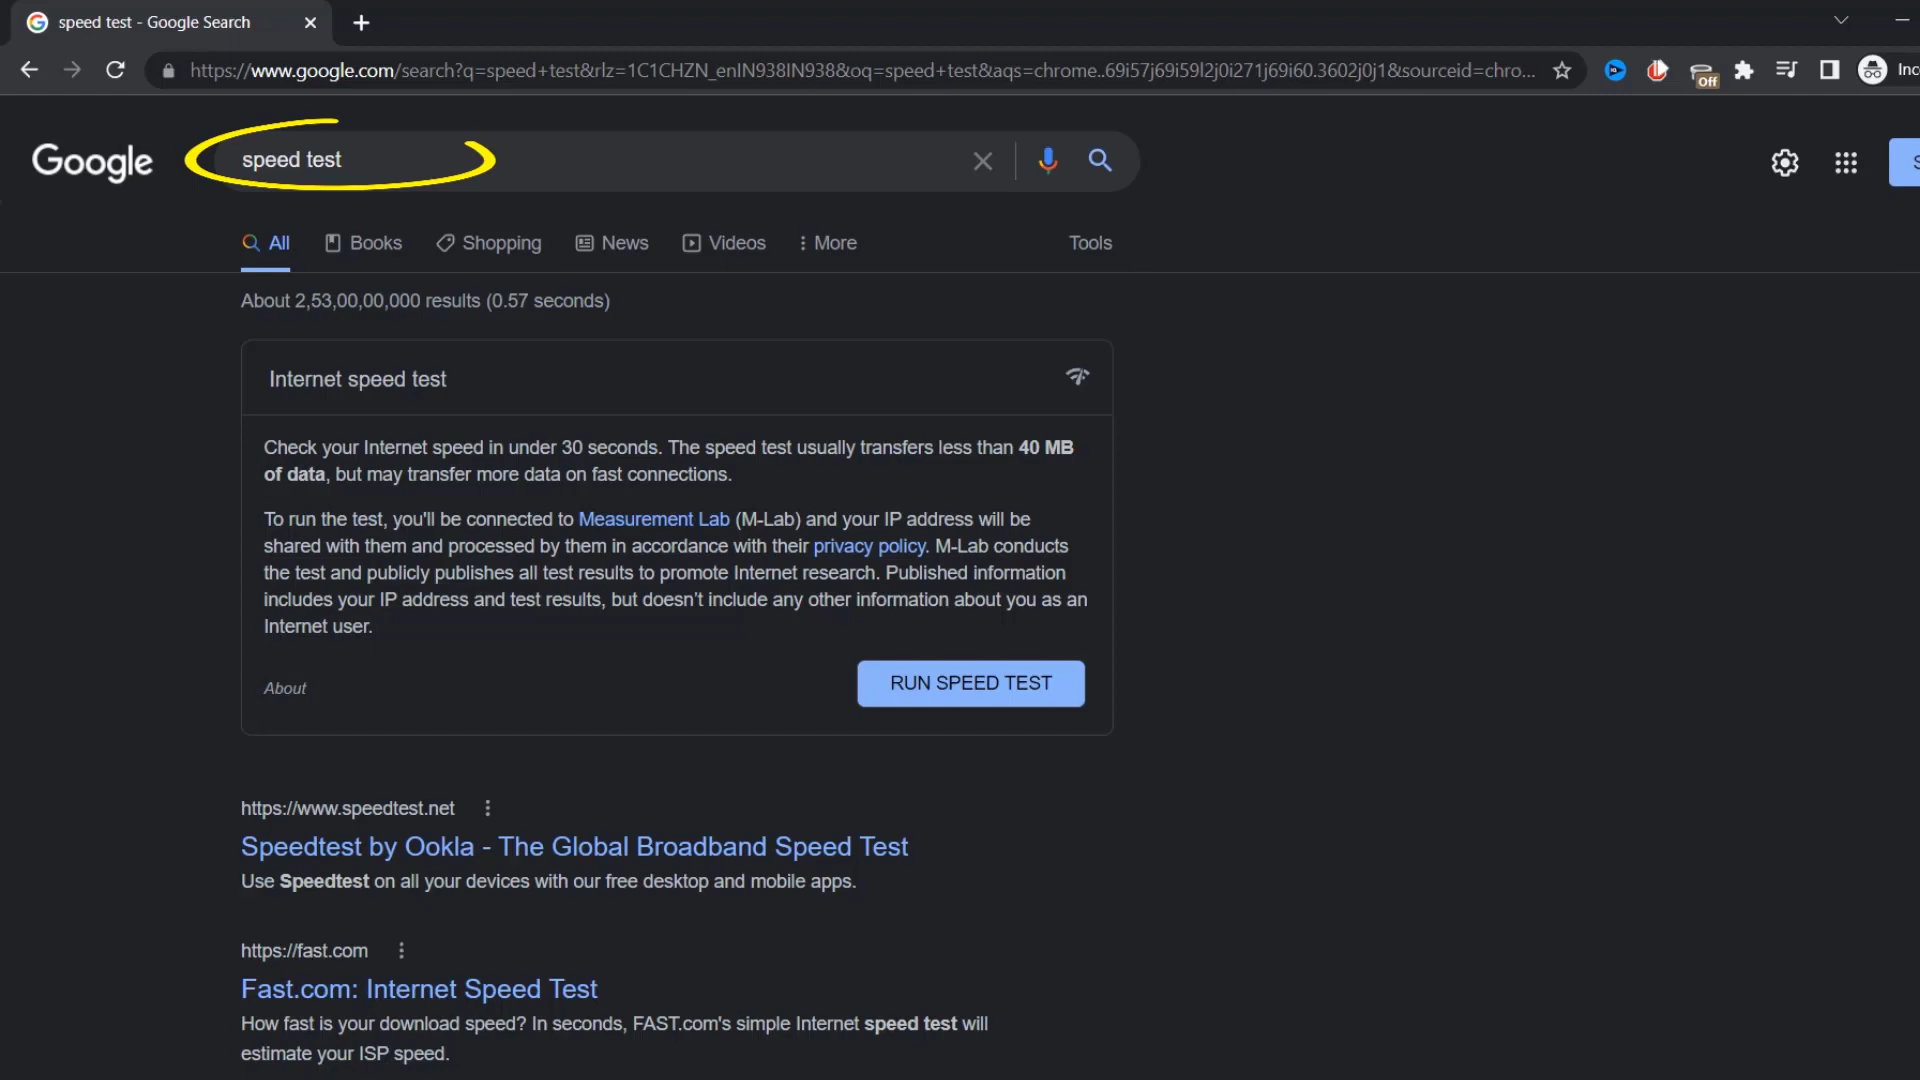 speed test - Google Search
https://www.google.com/search?q=speed+test&rlz=1C1CHZN_enIN938IN938&oq=speed+test&aqs=chrome..69i57j69i59l2j0i271j69i60.3602j0j1&sourceid=chro...
Off
Inc
Google
speed test
S
All
Books
Shopping
News
Videos
More
Tools
About 2,53,00,00,000 results (0.57 seconds)
Internet speed test
Check your Internet speed in under 30 seconds. The speed test usually transfers less than 40 MB
of data, but may transfer more data on fast connections.
To run the test, you'll be connected to Measurement Lab (M-Lab) and your IP address will be
shared with them and processed by them in accordance with their privacy policy. M-Lab conducts
the test and publicly publishes all test results to promote Internet research. Published information
includes your IP address and test results, but doesn't include any other information about you as an
Internet user.
About
RUN SPEED TEST
https://www.speedtest.net
Speedtest by Ookla - The Global Broadband Speed Test
Use Speedtest on all your devices with our free desktop and mobile apps.
https://fast.com
Fast.com: Internet Speed Test
How fast is your download speed? In seconds, FAST.com's simple Internet speed test will
estimate your ISP speed.